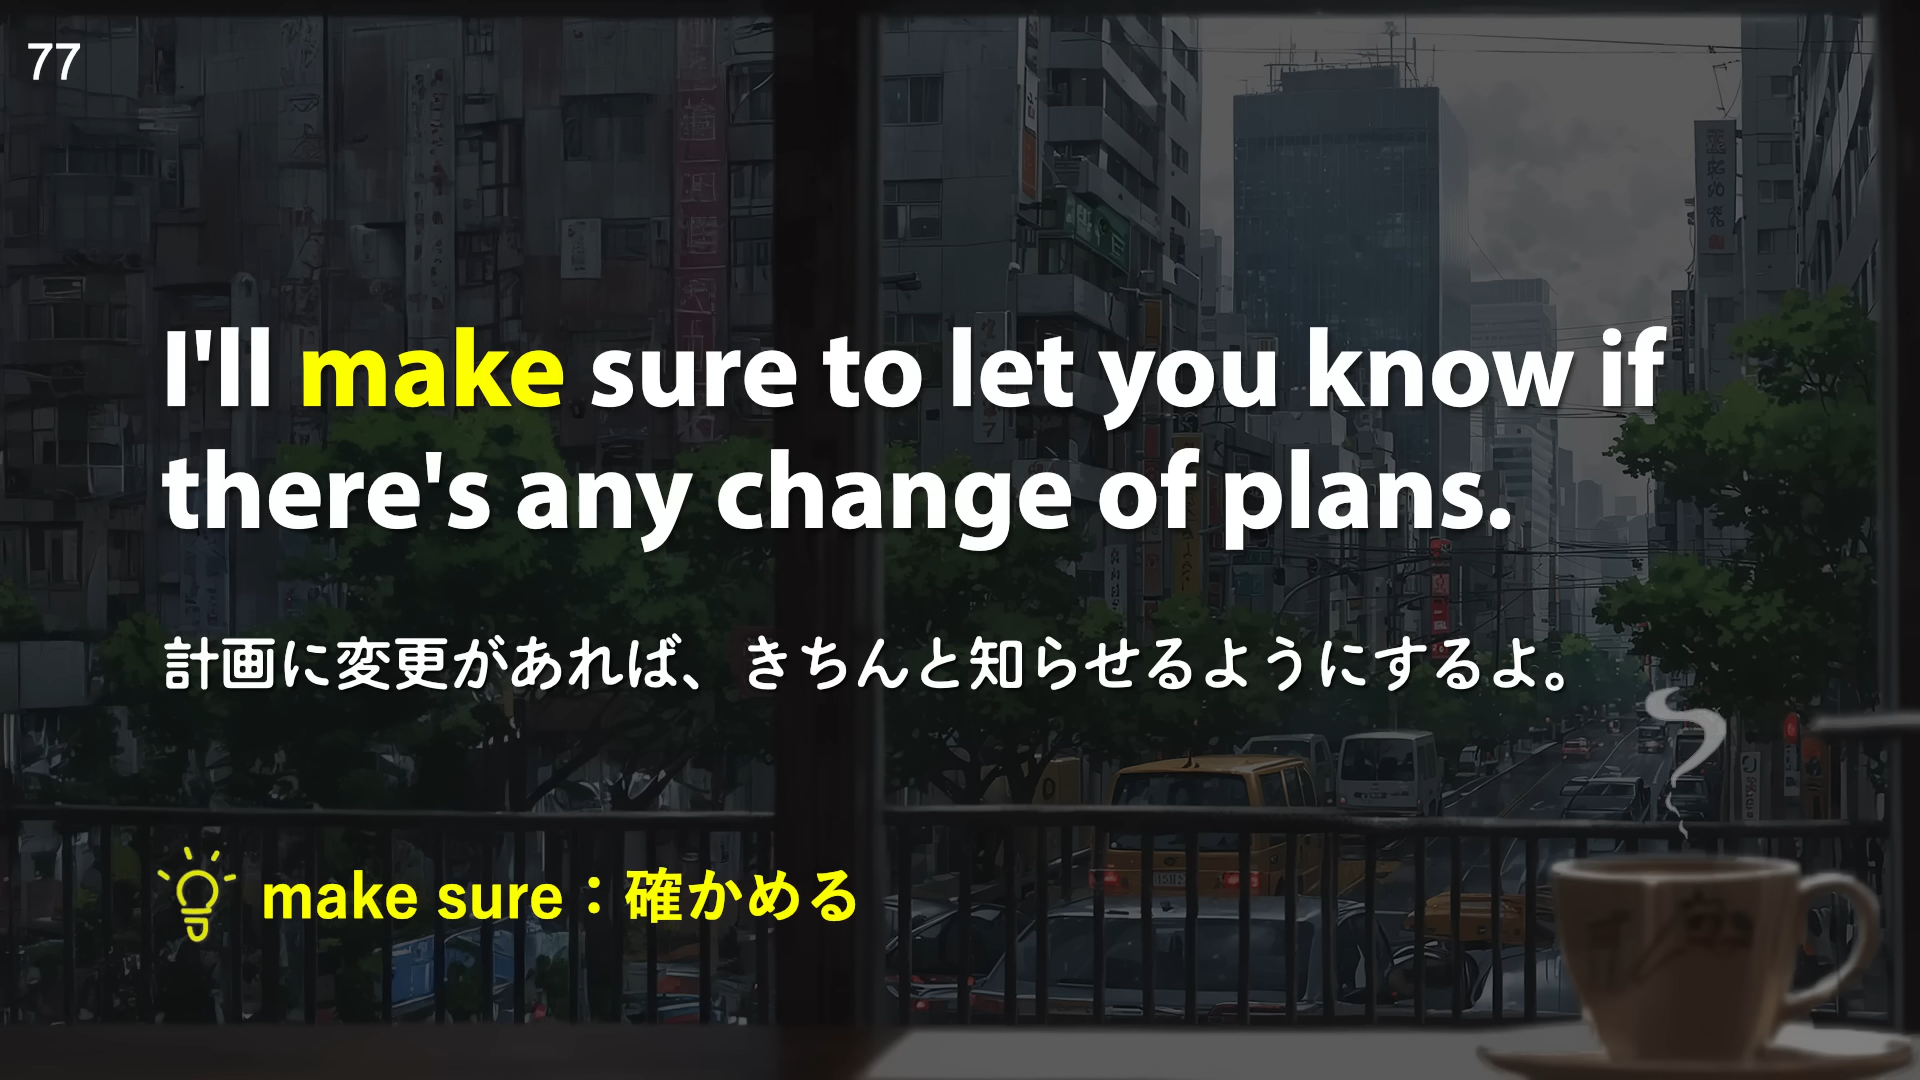 77
I'll make sure to let you know if
there's any change of plans.
計画に変更があれば、きちんと知らせるようにするよ。
make sure：確かめる